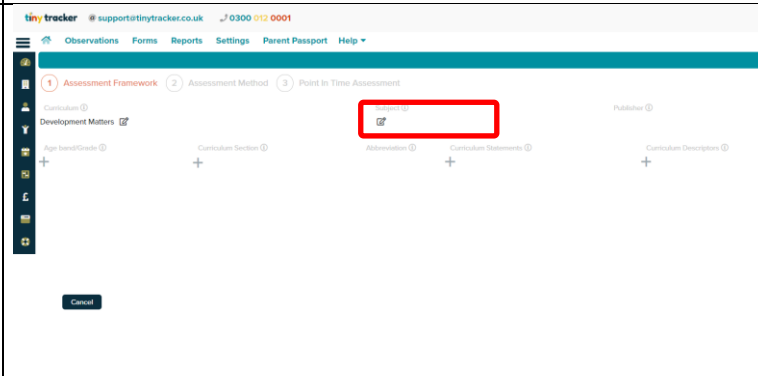 tiny tracker @ support@tinytracker.co.uk 0300 012 0001
Observations Forms Reports Settings Parent Passport Help
1 Assessment Framework 2 Assessment Method 3 Point In Time Assessment
Curriculum Subject Publisher
Development Matters
Age band/Grade Curriculum Section Abbreviation Curriculum Statements Curriculum Descriptors
Cancel